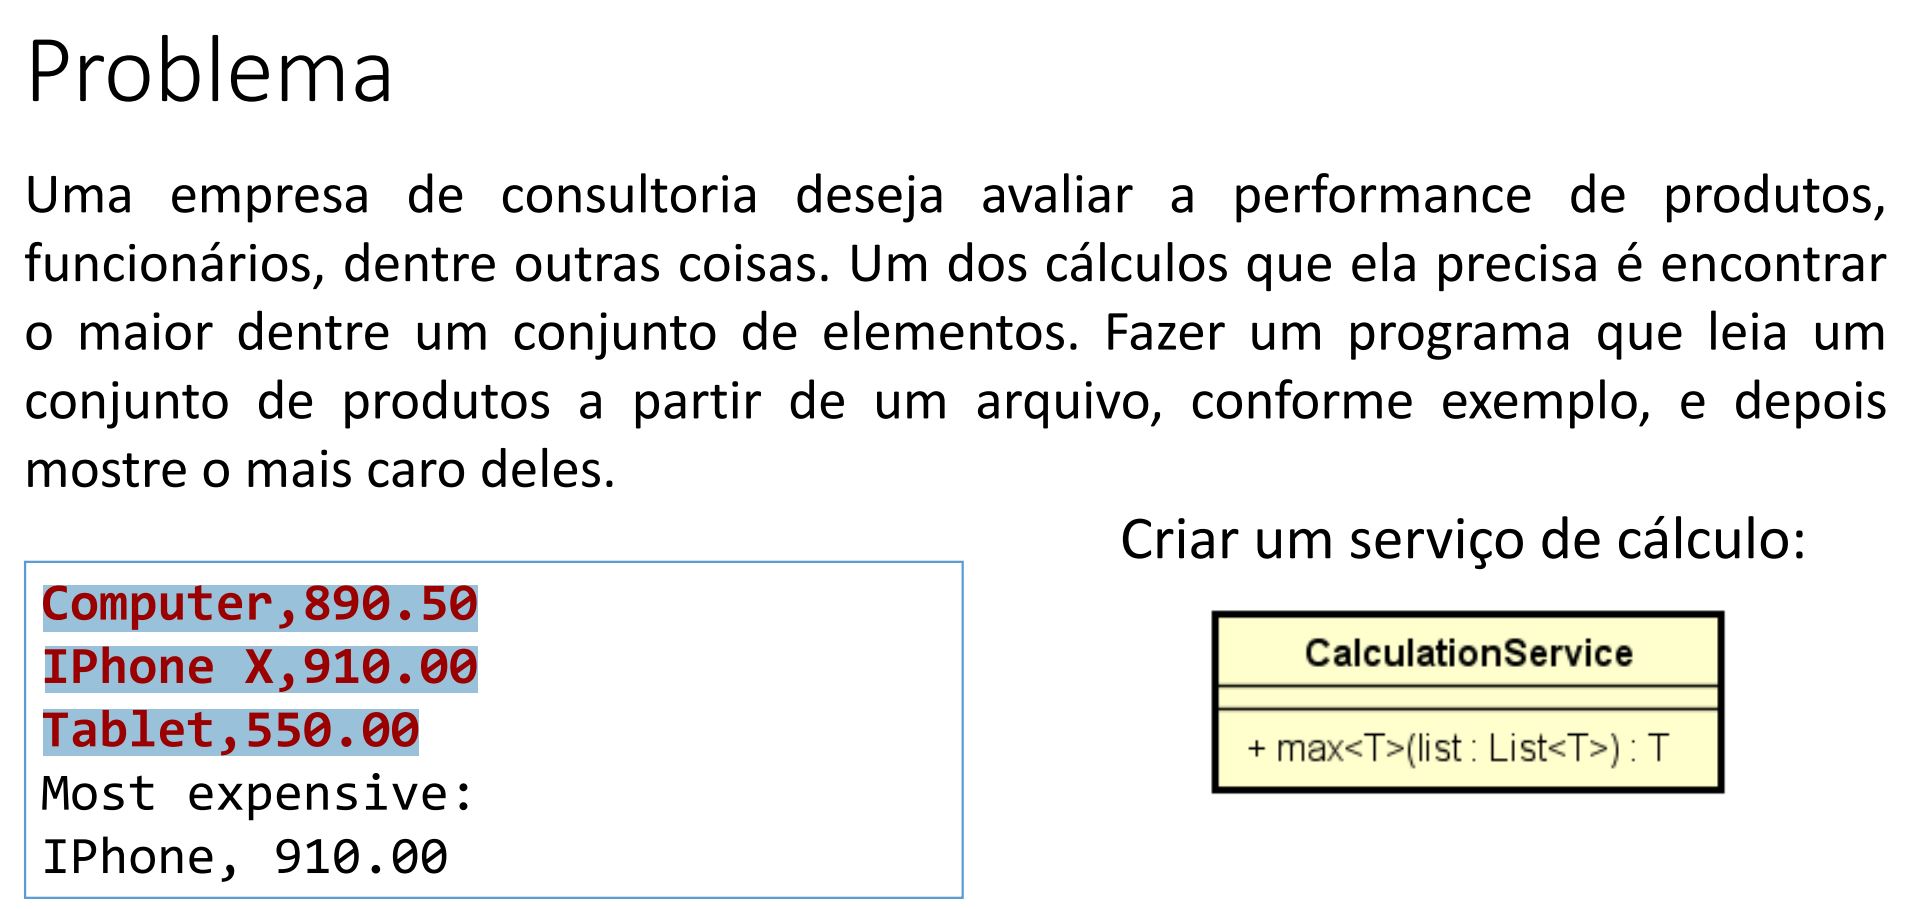 Problema
Uma empresa de consultoria deseja avaliar a performance de produtos,
funcionários, dentre outras coisas. Um dos cálculos que ela precisa é encontrar
o maior dentre um conjunto de elementos. Fazer um programa que leia um
conjunto de produtos a partir de um arquivo, conforme exemplo, e depois
mostre o mais caro deles.
Computer,890.50
IPhone X,910.00
Tablet,550.00
Most expensive:
IPhone, 910.00
Criar um serviço de cálculo:
CalculationService
+ max<T>(list : List<T>) : T